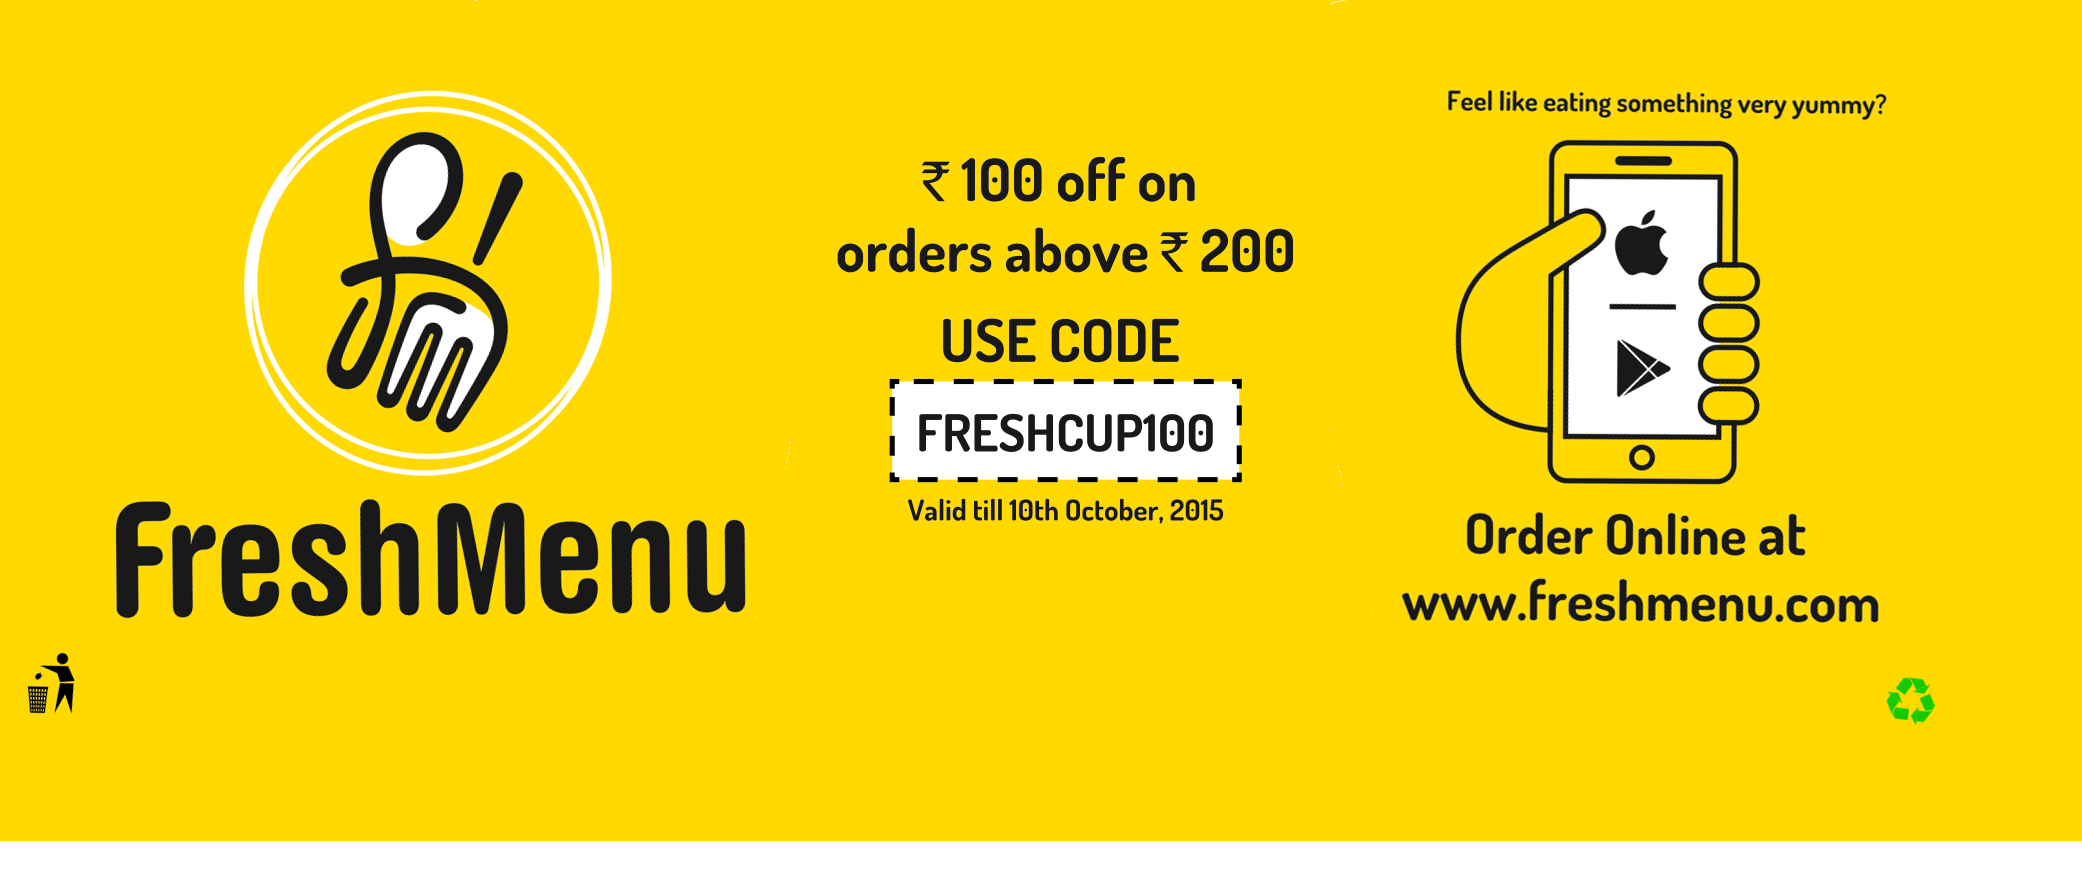 FreshMenu
₹ 100 off on
orders above ₹ 200
USE CODE
FRESHCUP100
Valid till 10th October, 2015
Feel like eating something very yummy?
Order Online at
www.freshmenu.com